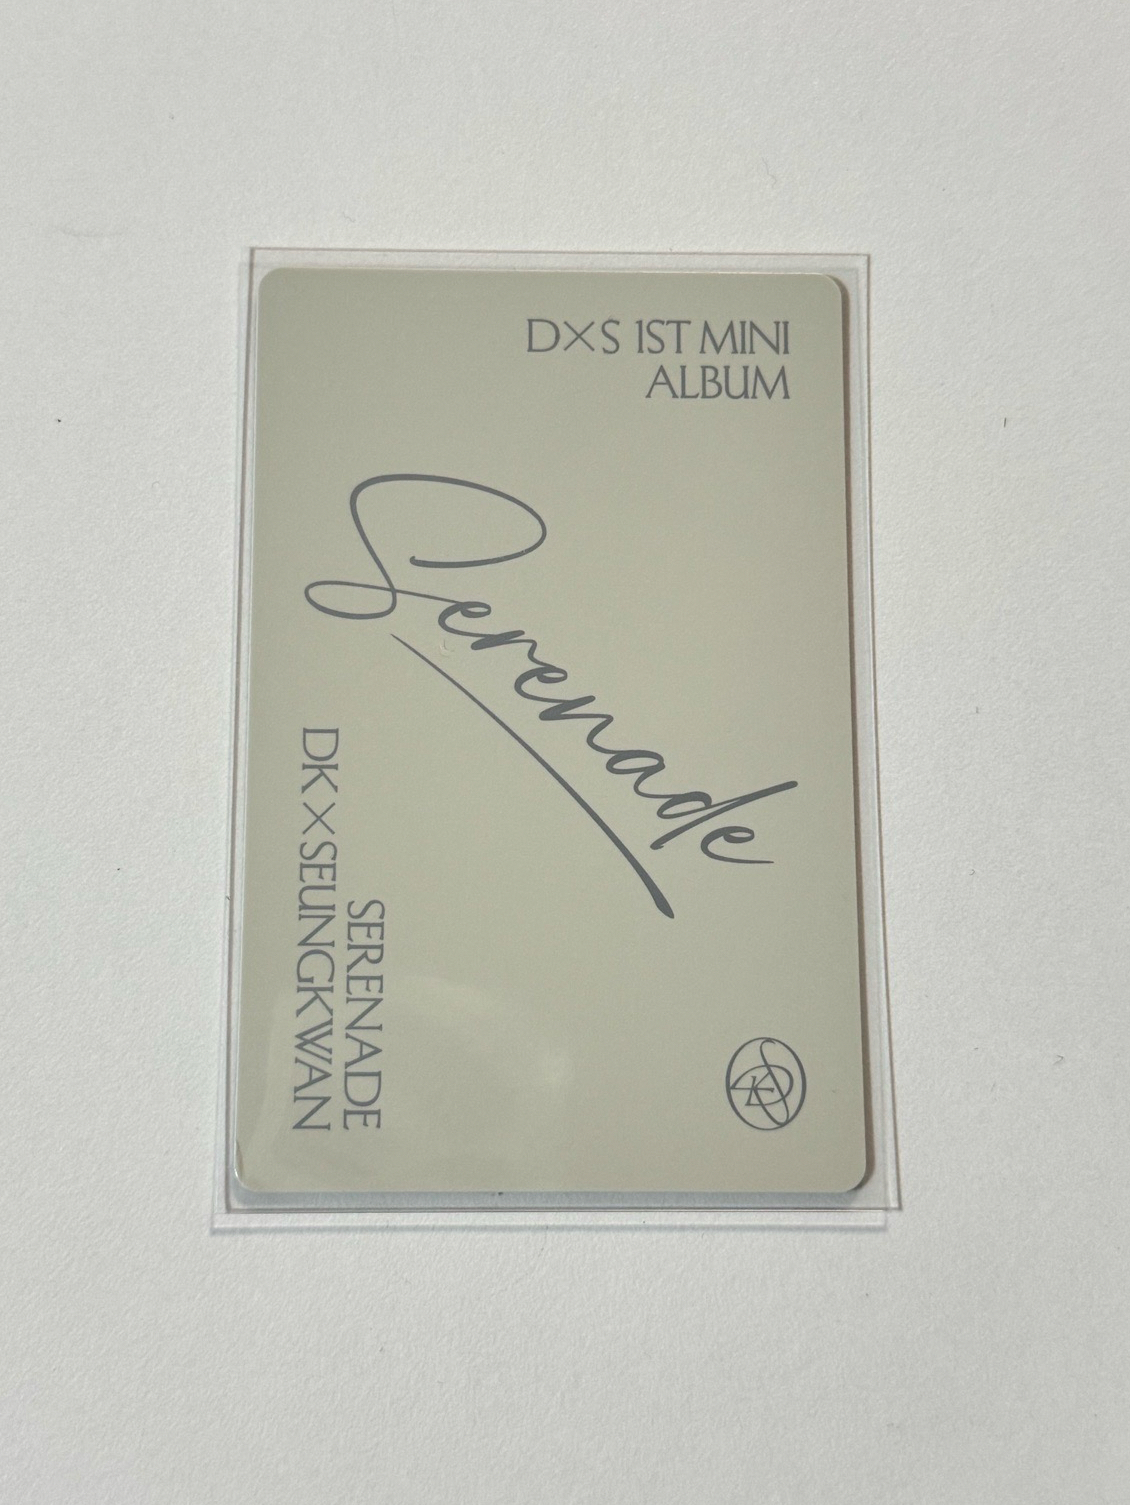 D×S 1ST MINI
ALBUM
Serenade
SERENADE
DK×SEUNGKWAN